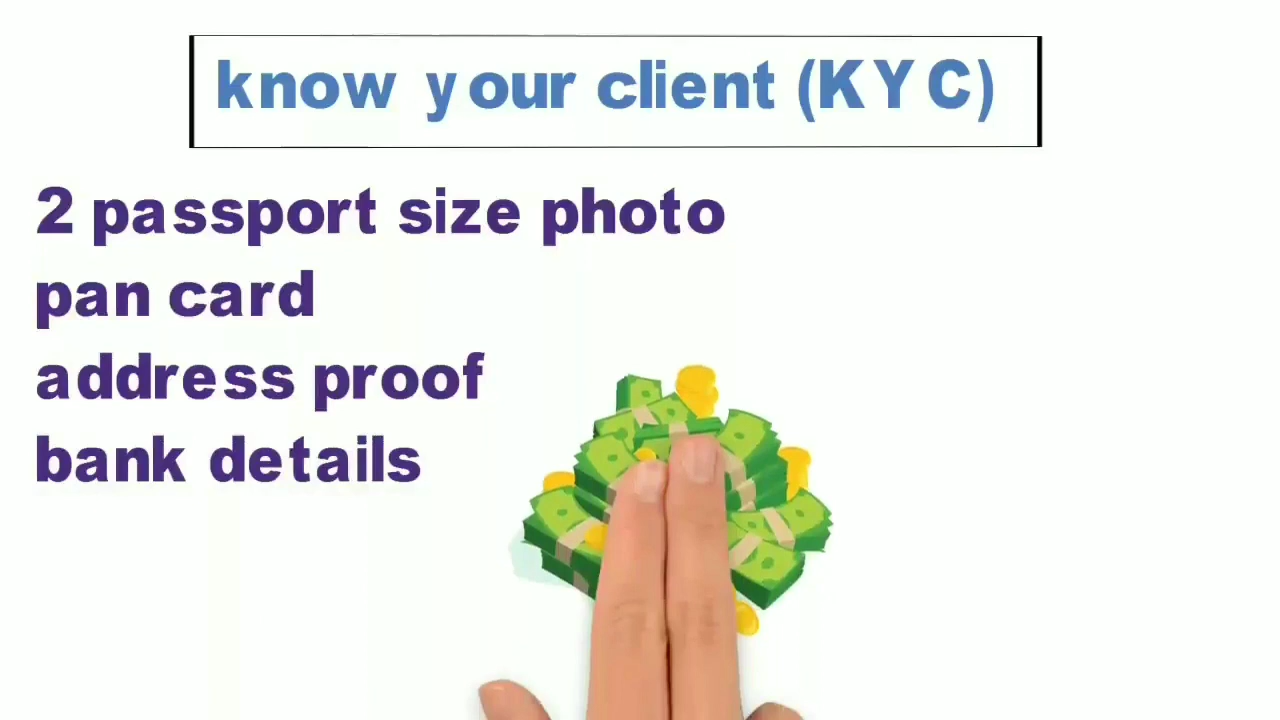 know your client (KYC)
2 passport size photo
pan card
address proof
bank details